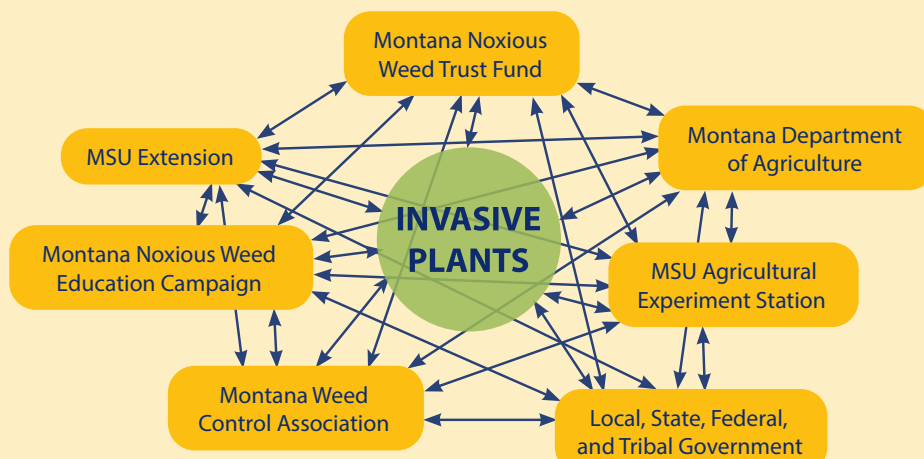 Montana Noxious
Weed Trust Fund
MSU Extension
Montana Department
of Agriculture
INVASIVE
PLANTS
Montana Noxious Weed
Education Campaign
MSU Agricultural
Experiment Station
Montana Weed
Control Association
Local, State, Federal,
and Tribal Government